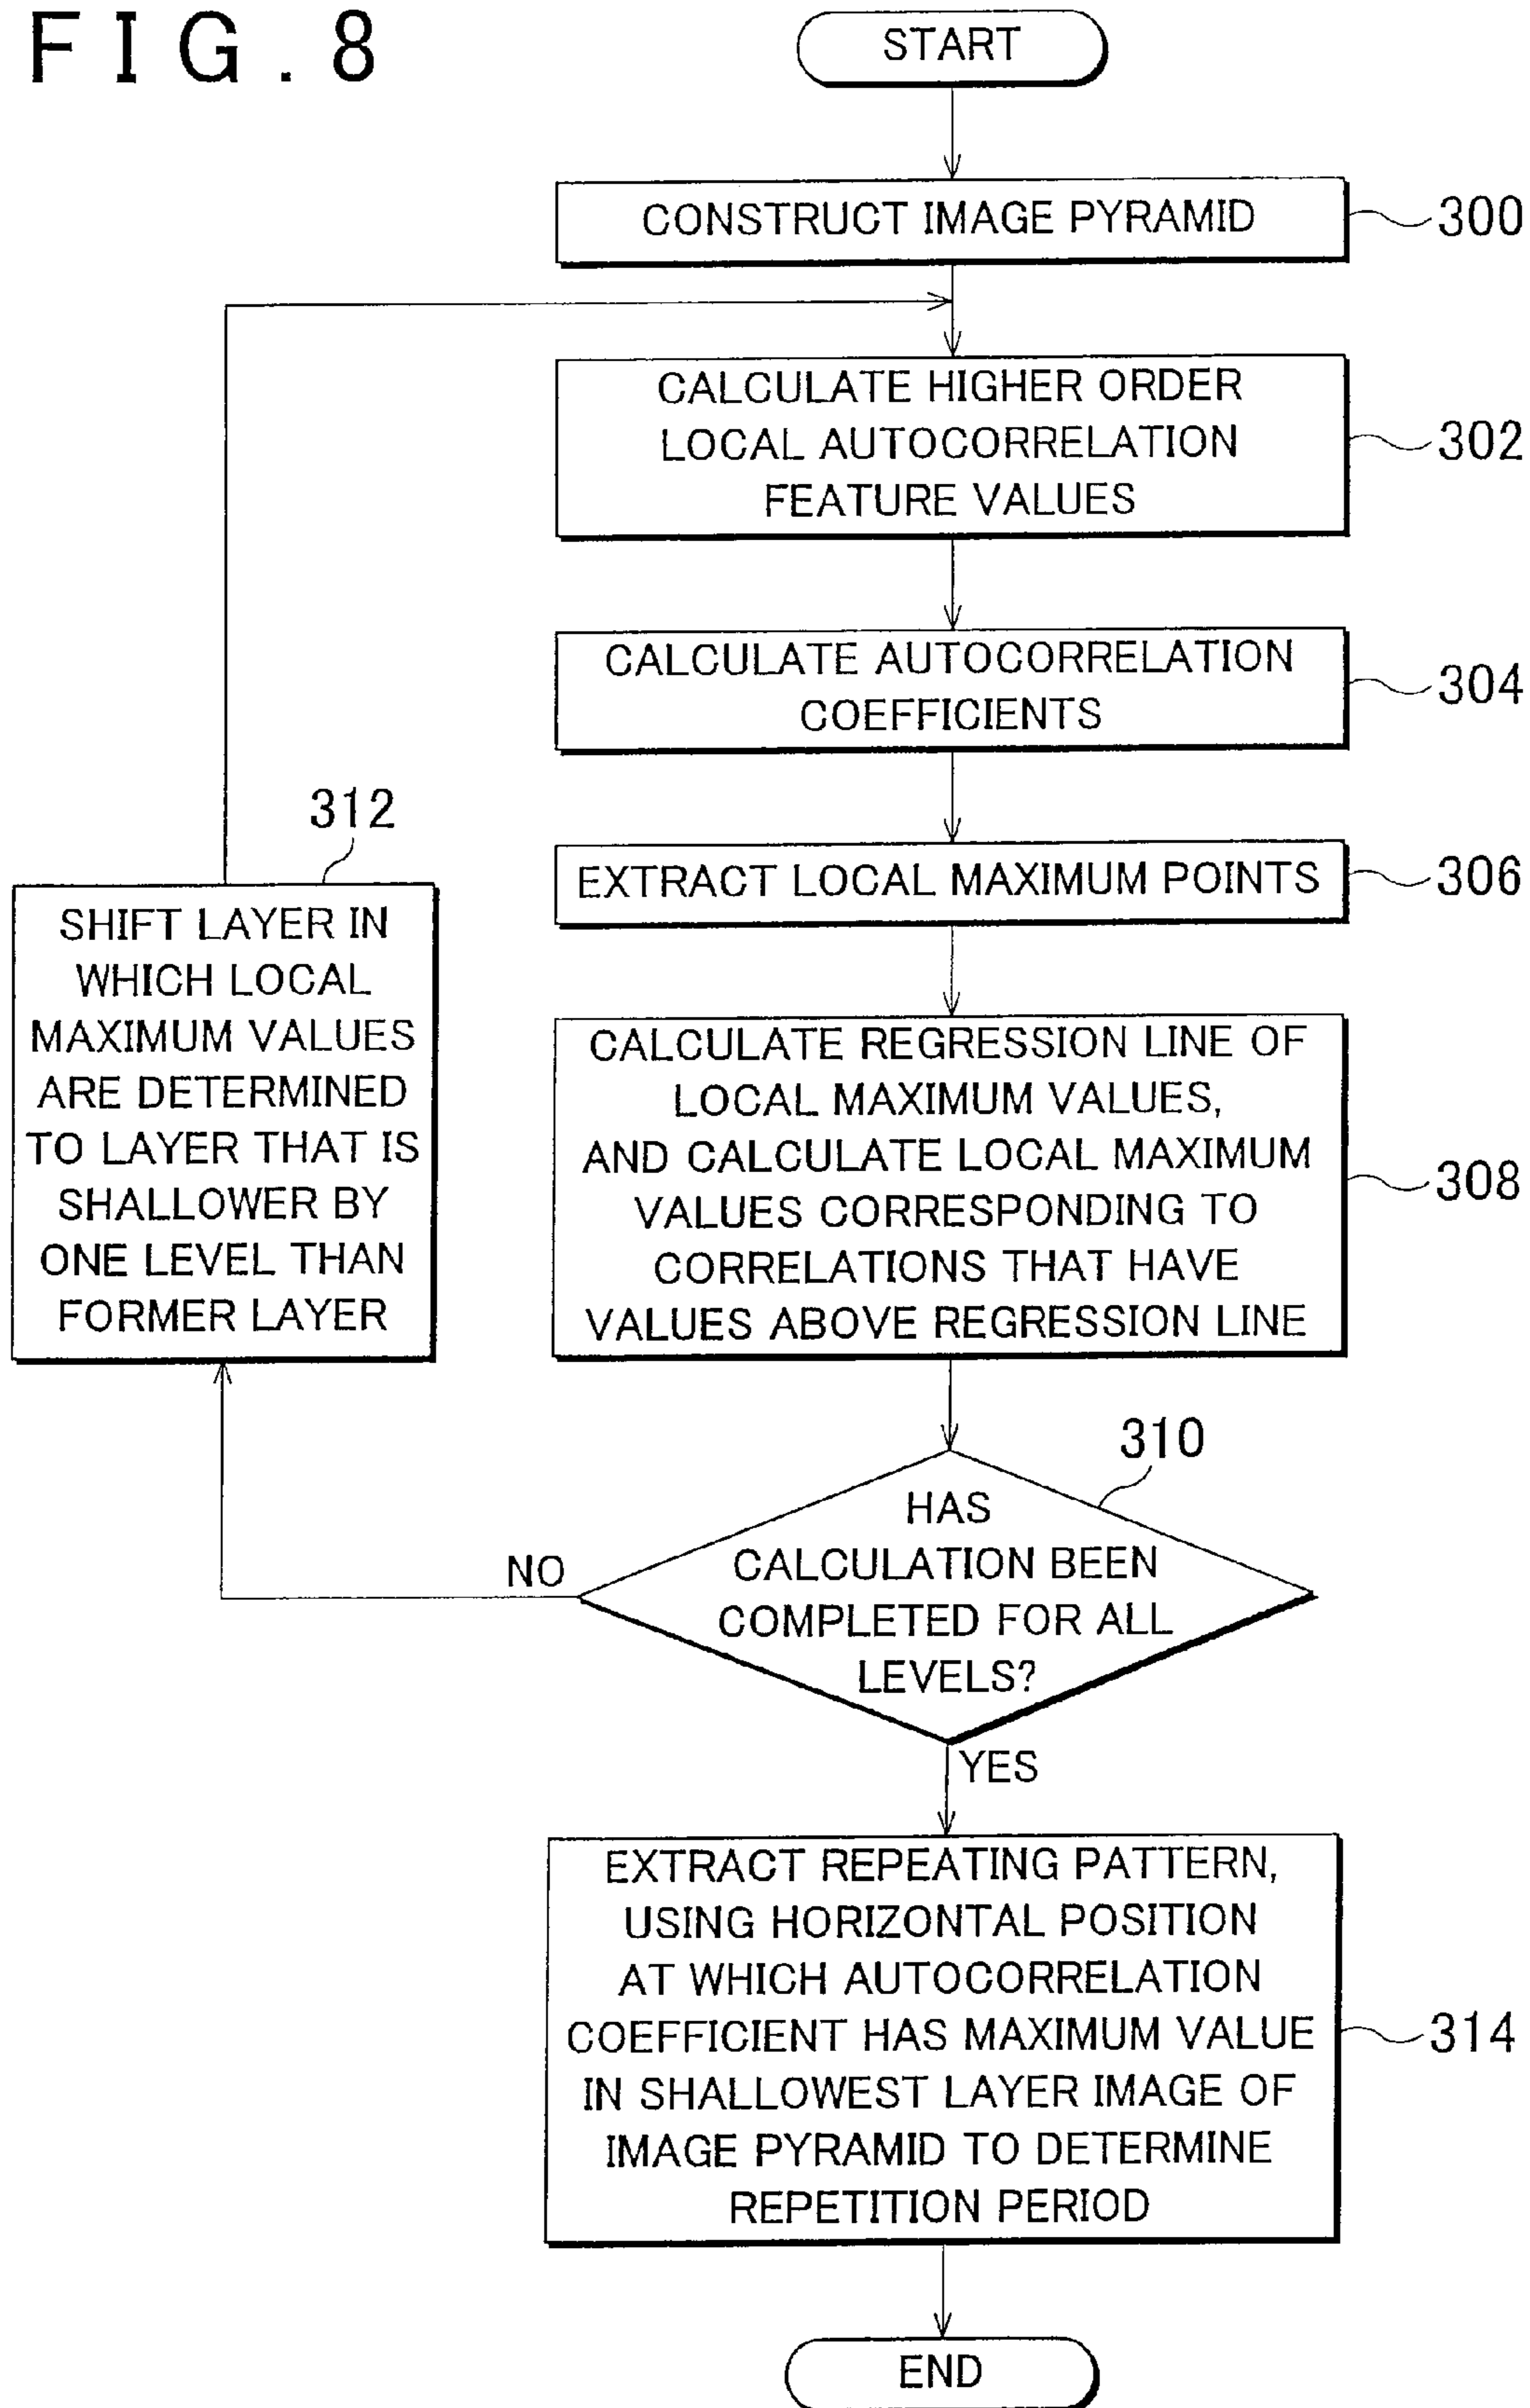 FIG.8
START
CONSTRUCT IMAGE PYRAMID
300
CALCULATE HIGHER ORDER
LOCAL AUTOCORRELATION
FEATURE VALUES
302
CALCULATE AUTOCORRELATION
COEFFICIENTS
304
EXTRACT LOCAL MAXIMUM POINTS
306
CALCULATE REGRESSION LINE OF
LOCAL MAXIMUM VALUES,
AND CALCULATE LOCAL MAXIMUM
VALUES CORRESPONDING TO
CORRELATIONS THAT HAVE
VALUES ABOVE REGRESSION LINE
308
312
SHIFT LAYER IN
WHICH LOCAL
MAXIMUM VALUES
ARE DETERMINED
TO LAYER THAT IS
SHALLOWER BY
ONE LEVEL THAN
FORMER LAYER
310
HAS
CALCULATION BEEN
COMPLETED FOR ALL
LEVELS?
NO
YES
EXTRACT REPEATING PATTERN,
USING HORIZONTAL POSITION
AT WHICH AUTOCORRELATION
COEFFICIENT HAS MAXIMUM VALUE
IN SHALLOWEST LAYER IMAGE OF
IMAGE PYRAMID TO DETERMINE
REPETITION PERIOD
314
END